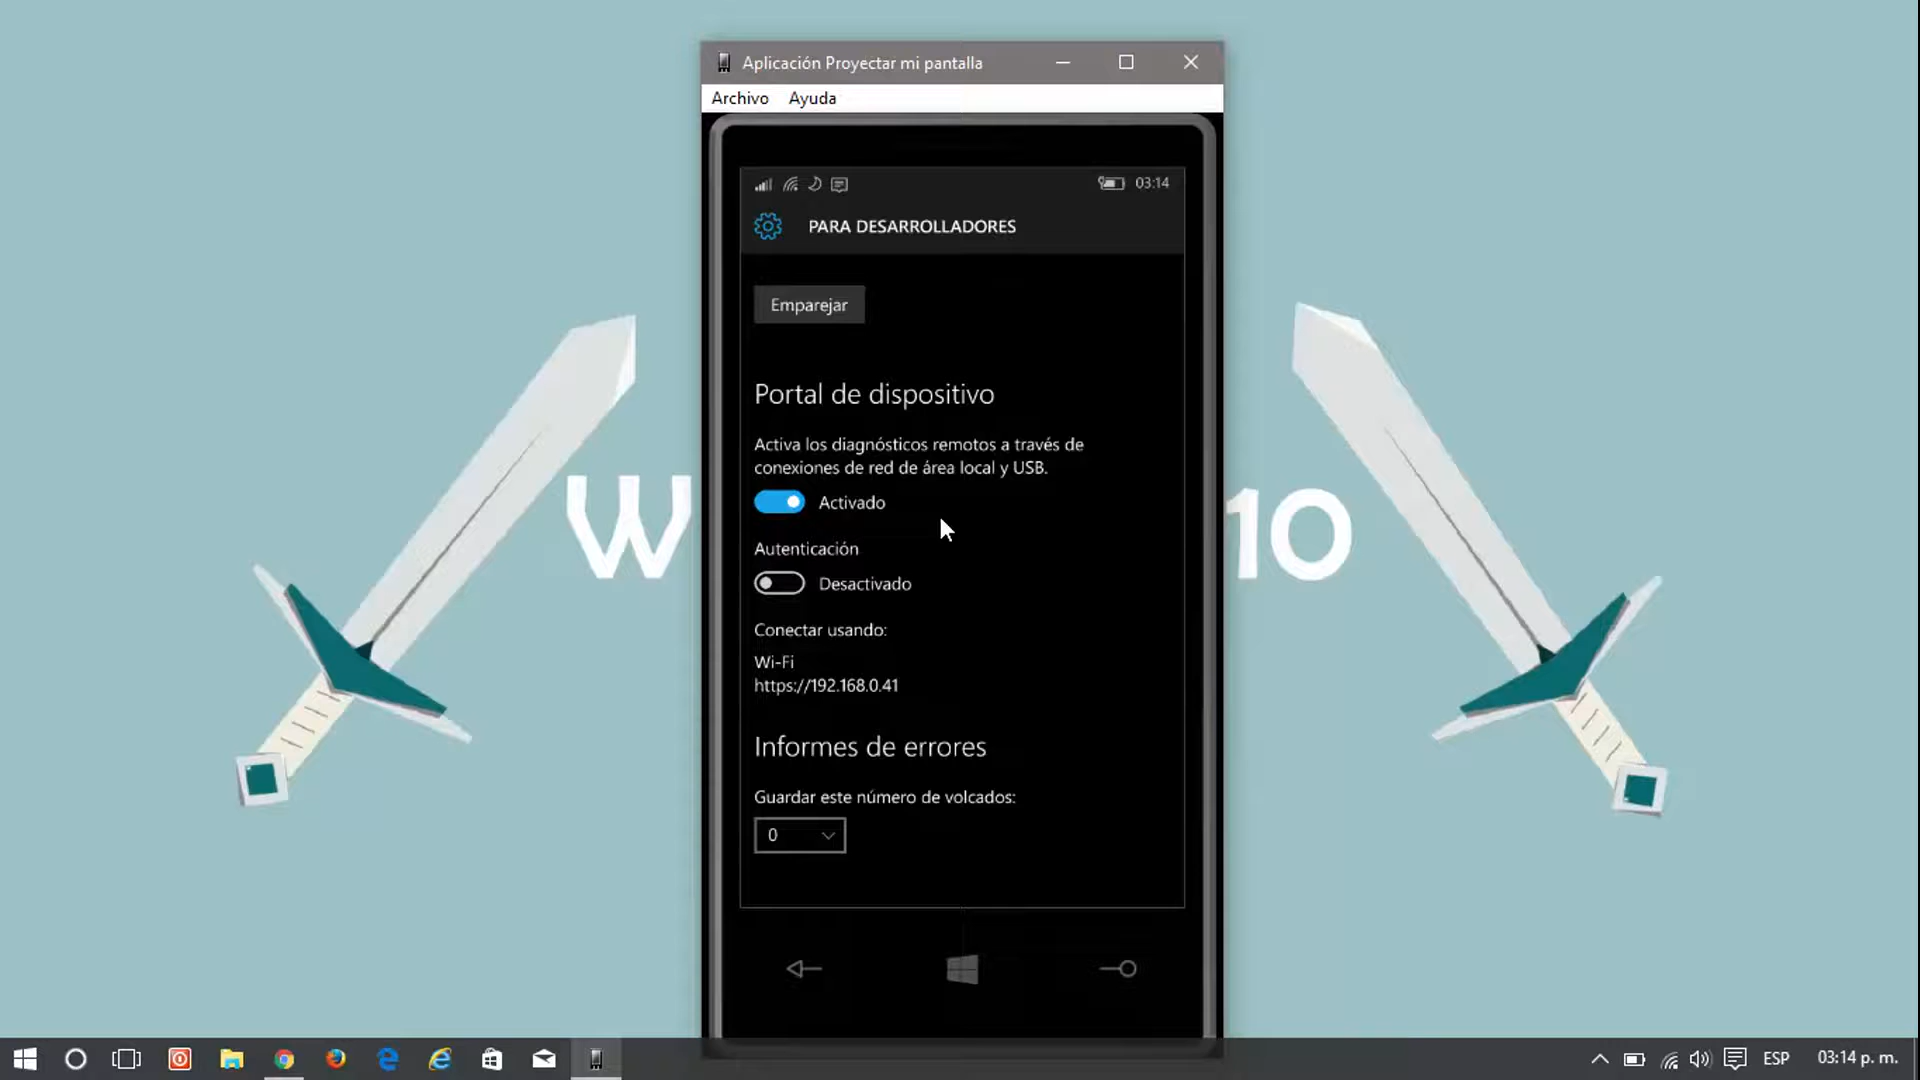 Aplicación Proyectar mi pantalla
Archivo Ayuda
03:14
PARA DESARROLLADORES
Emparejar
Portal de dispositivo
Activa los diagnósticos remotos a través de
conexiones de red de área local y USB.
Activado
Autenticación
Desactivado
Conectar usando:
Wi-Fi
https://192.168.0.41
Informes de errores
Guardar este número de volcados:
0
W 10
ESP 03:14 p. m.